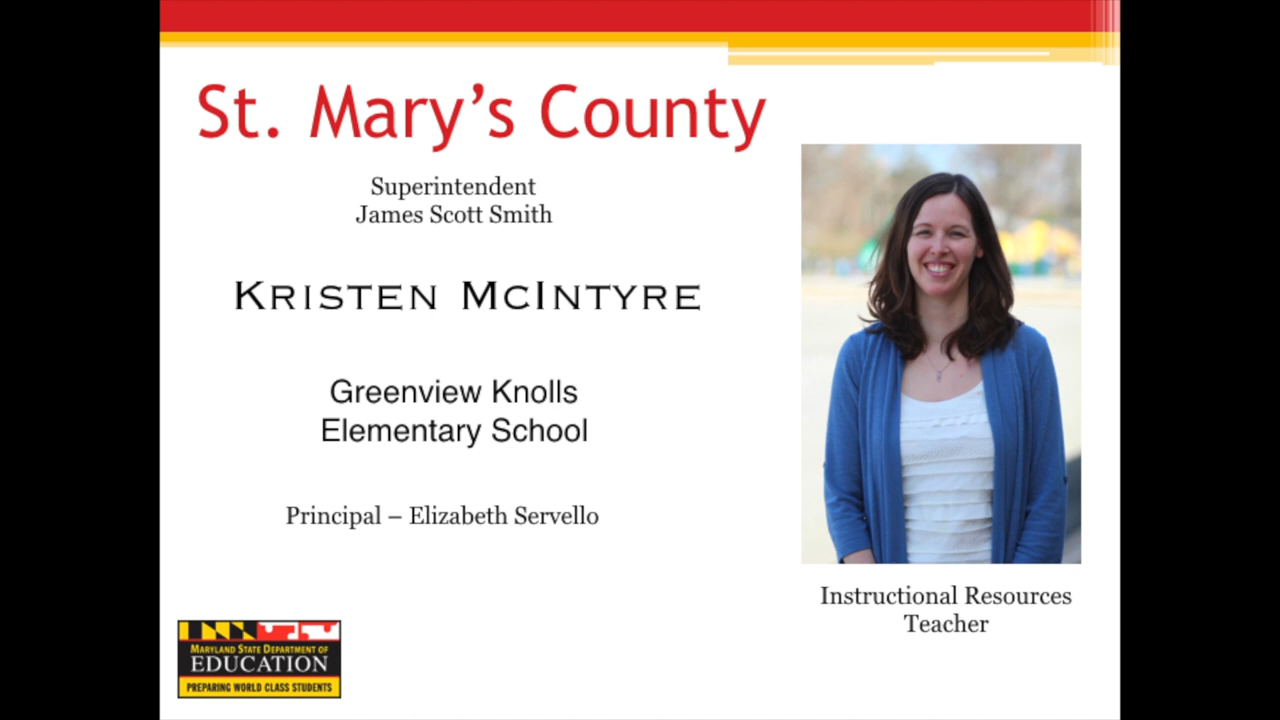 St. Mary's County
Superintendent
James Scott Smith
Kristen McIntyre
Greenview Knolls
Elementary School
Principal – Elizabeth Servello
Instructional Resources
Teacher
Maryland State Department of
EDUCATION
PREPARING WORLD CLASS STUDENTS